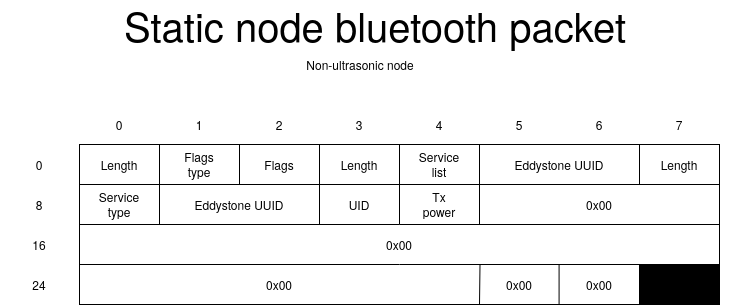 Static node bluetooth packet
Non-ultrasonic node
0 1 2 3 4 5 6 7
0 Length Flags type Flags Length Service list Eddystone UUID Length
8 Service type Eddystone UUID UID Tx power 0x00
16 0x00
24 0x00 0x00 0x00